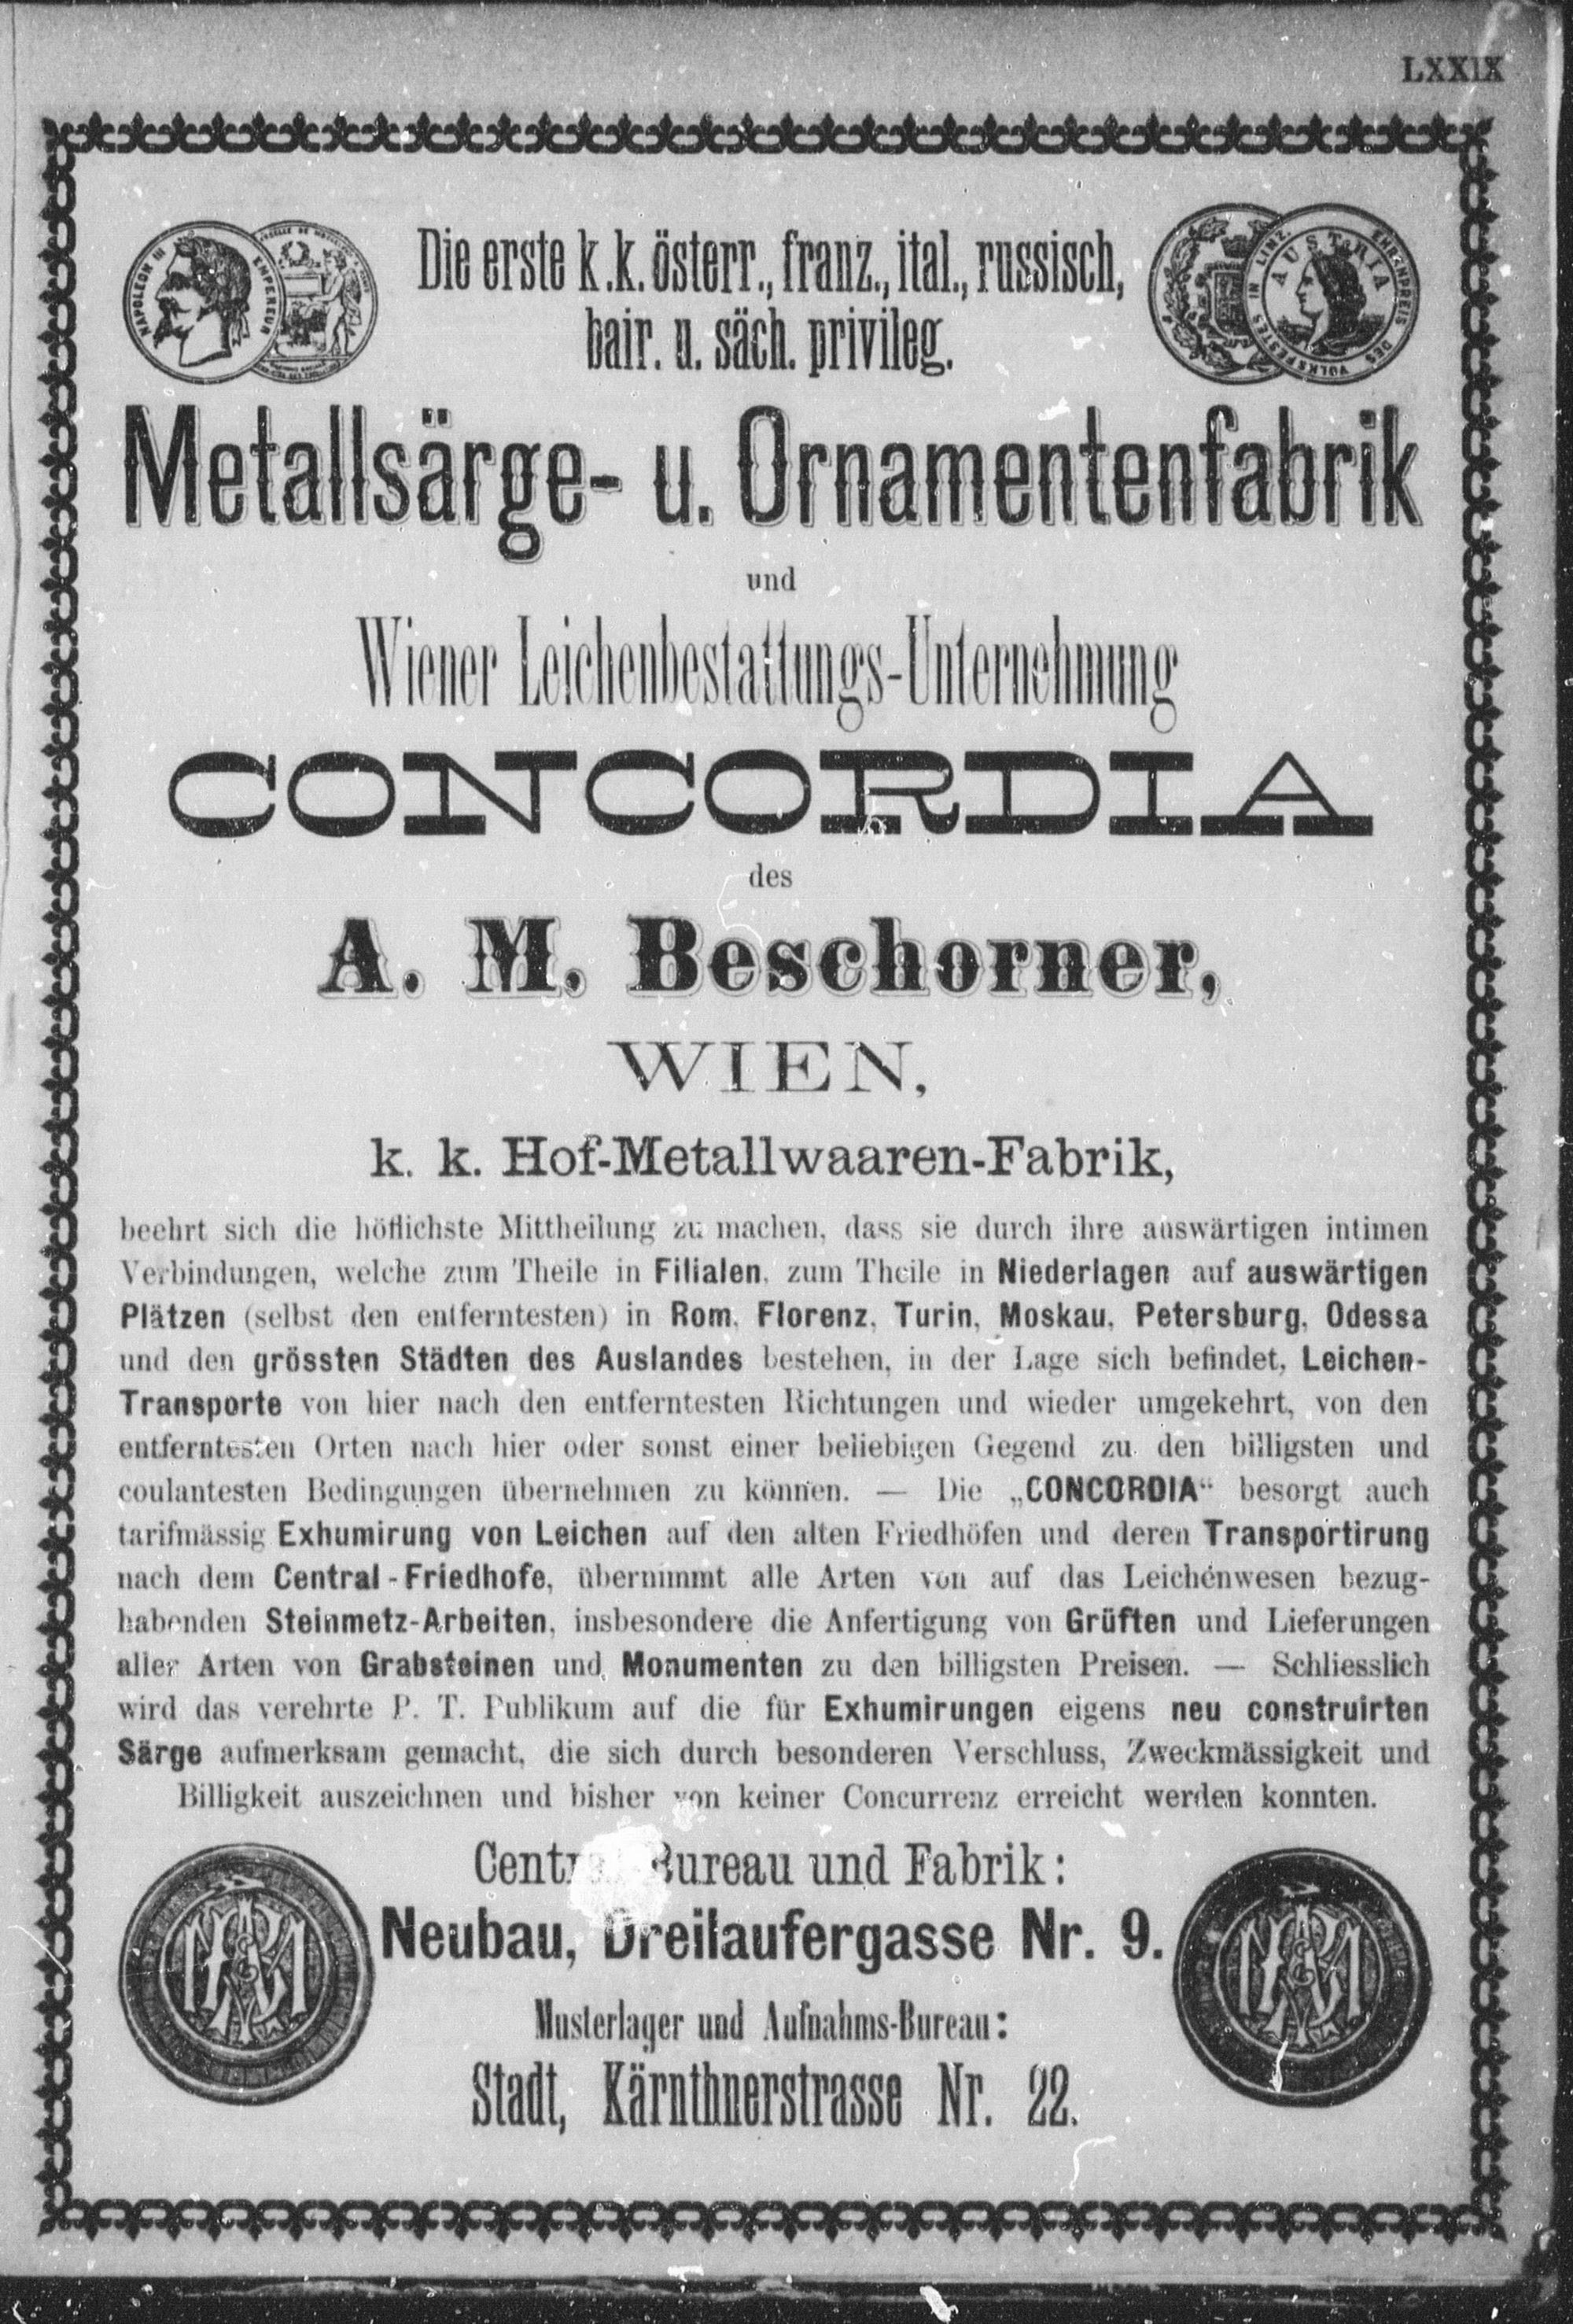 LXXIX
NAPOLEON III EMPEREUR
Die erste k. k. österr., franz., ital., russisch,
bair. u. säch. privileg.
AUSTRIA
EHRENPREIS DES VOLKSFESTES IN LINZ.
Metallsärge- u. Ornamentenfabrik
und
Wiener Leichenbestattungs-Unternehmung
CONCORDIA
des
A. M. Beschorner,
WIEN,
k. k. Hof-Metallwaaren-Fabrik,
beehrt sich die höflichste Mittheilung zu machen, dass sie durch ihre auswärtigen intimen
Verbindungen, welche zum Theile in Filialen, zum Theile in Niederlagen auf auswärtigen
Plätzen (selbst den entferntesten) in Rom, Florenz, Turin, Moskau, Petersburg, Odessa
und den grössten Städten des Auslandes bestehen, in der Lage sich befindet, Leichen-
Transporte von hier nach den entferntesten Richtungen und wieder umgekehrt, von den
entferntesten Orten nach hier oder sonst einer beliebigen Gegend zu den billigsten und
coulantesten Bedingungen übernehmen zu können. — Die „CONCORDIA“ besorgt auch
tarifmässig Exhumirung von Leichen auf den alten Friedhöfen und deren Transportirung
nach dem Central-Friedhofe, übernimmt alle Arten von auf das Leichenwesen bezug-
habenden Steinmetz-Arbeiten, insbesondere die Anfertigung von Grüften und Lieferungen
aller Arten von Grabsteinen und Monumenten zu den billigsten Preisen. — Schliesslich
wird das verehrte P. T. Publikum auf die für Exhumirungen eigens neu construirten
Särge aufmerksam gemacht, die sich durch besonderen Verschluss, Zweckmässigkeit und
Billigkeit auszeichnen und bisher von keiner Concurrenz erreicht werden konnten.
Central-Bureau und Fabrik:
Neubau, Dreilaufergasse Nr. 9.
Musterlager und Aufnahms-Bureau:
Stadt, Kärnthnerstrasse Nr. 22.